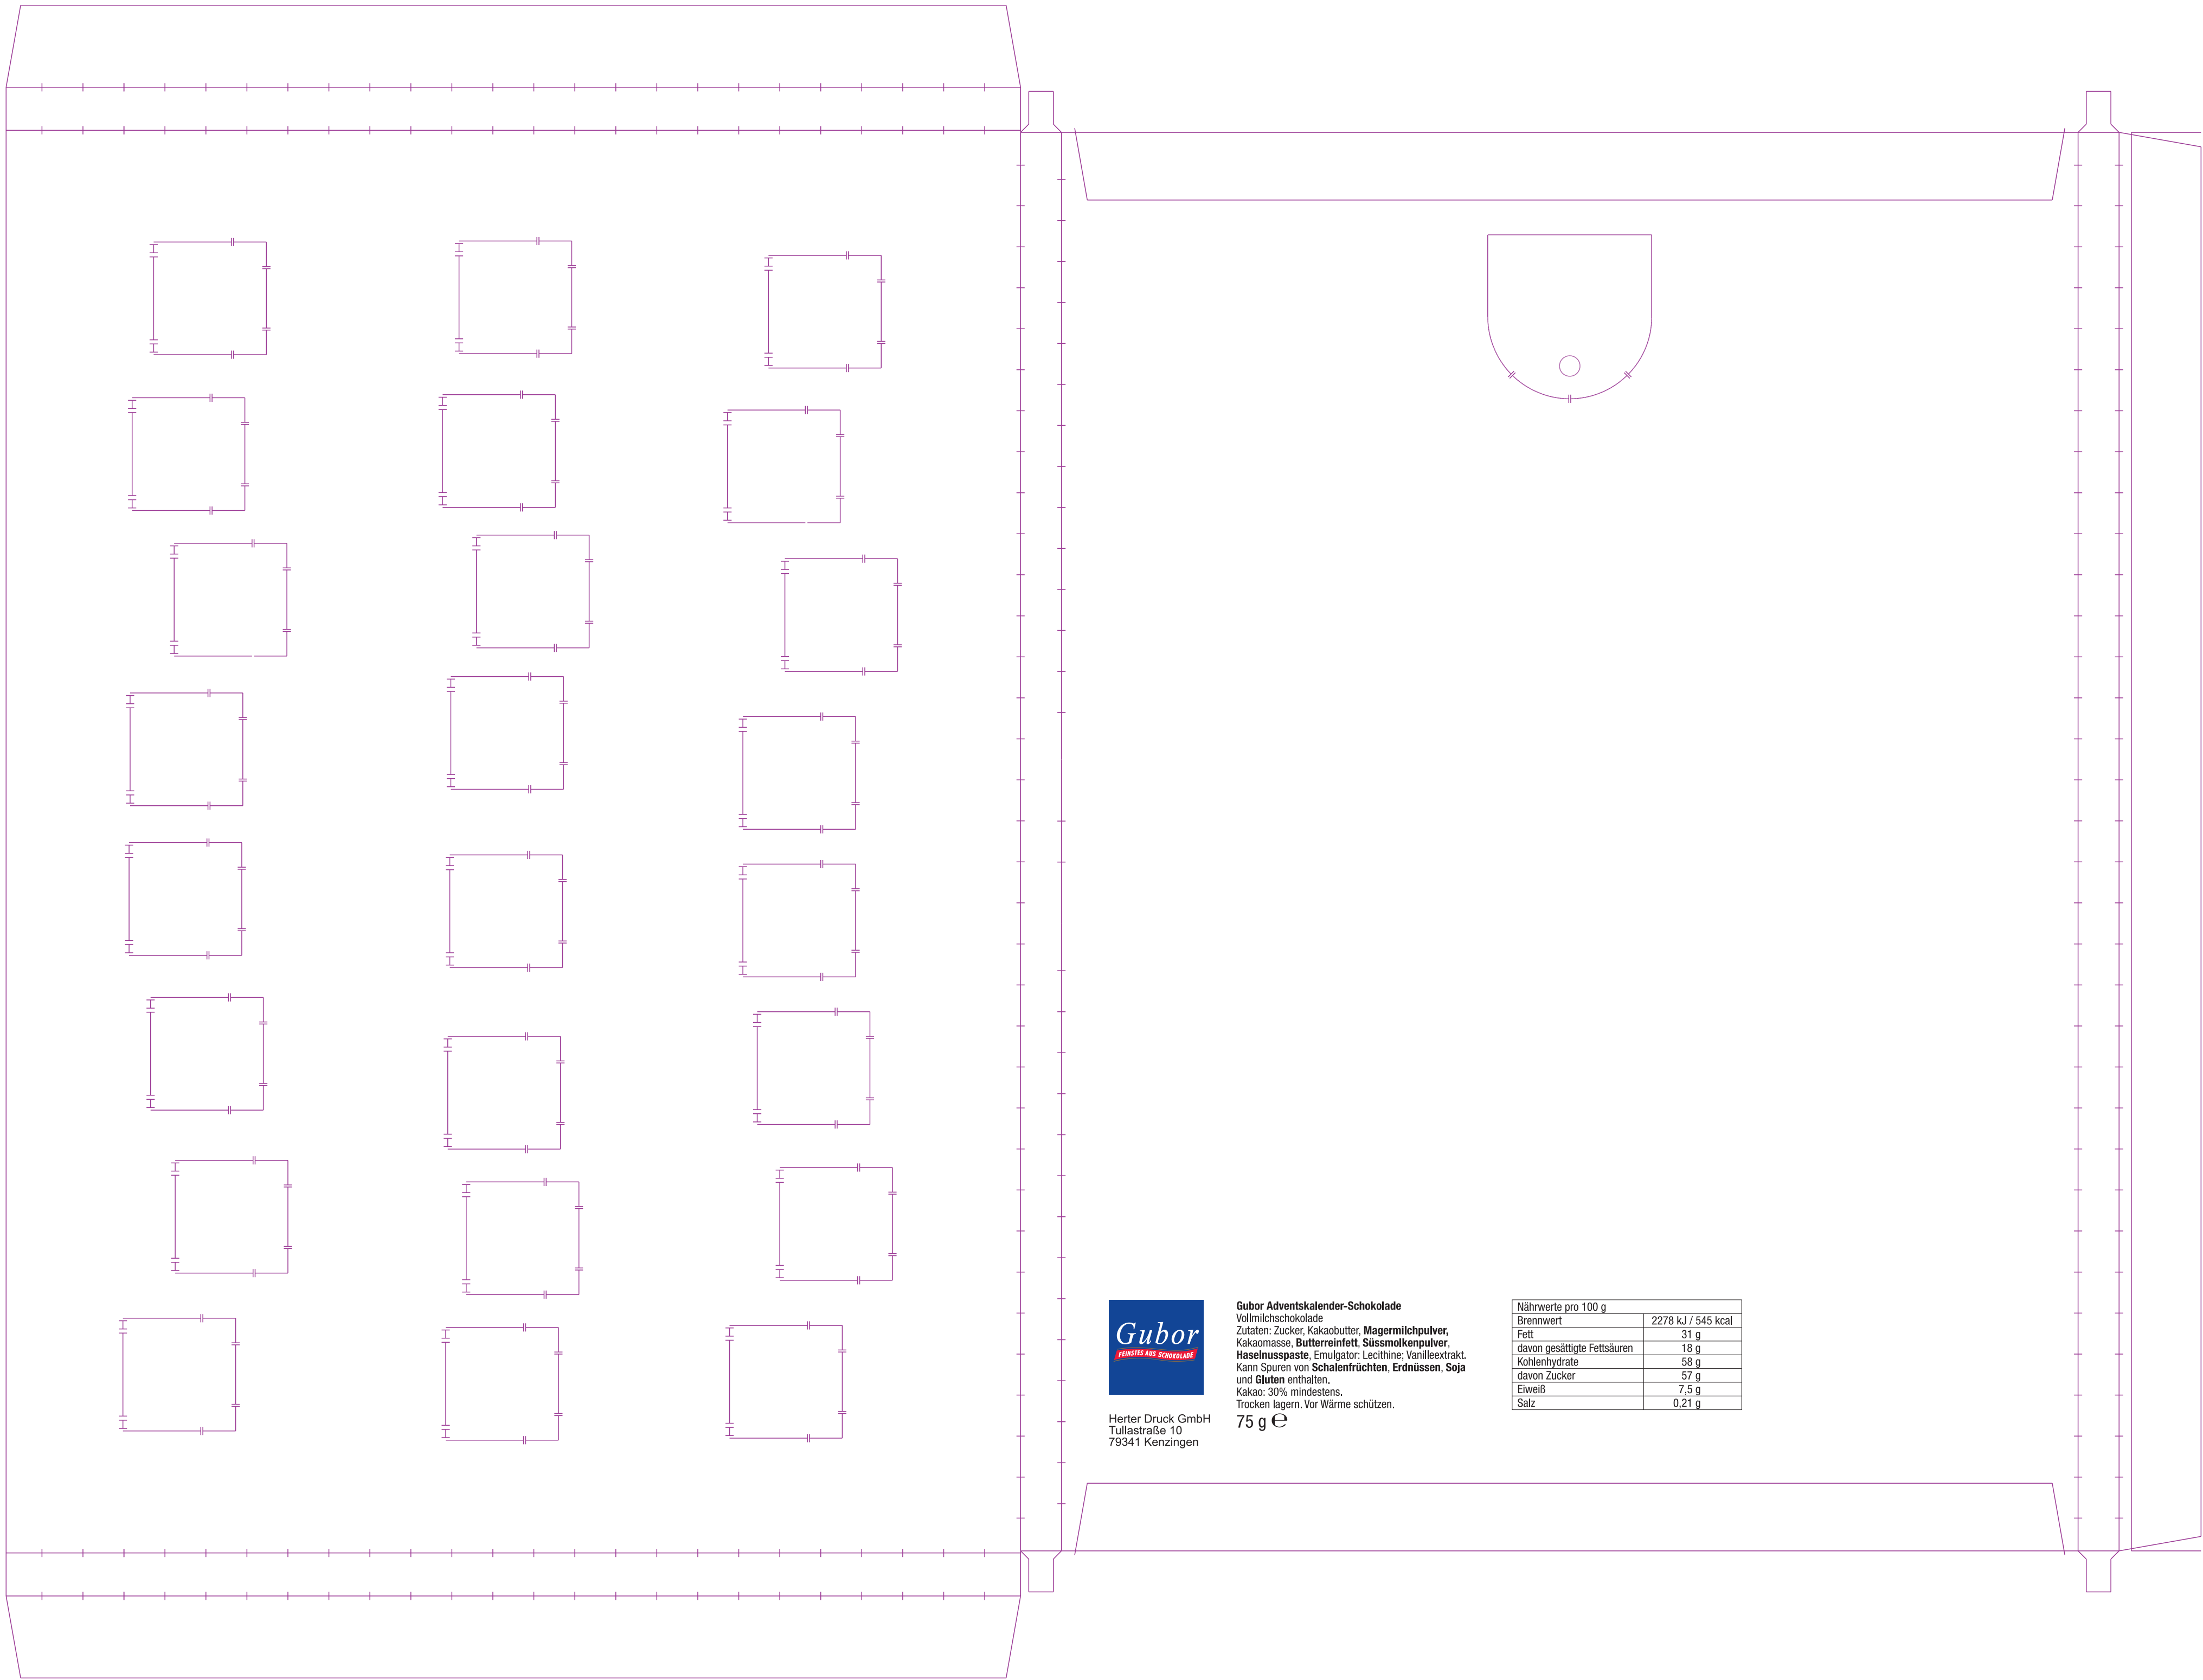 Gubor
FEINSTES AUS SCHOKOLADE
Herter Druck GmbH
Tullastraße 10
79341 Kenzingen
Gubor Adventskalender-Schokolade
Vollmilchschokolade
Zutaten: Zucker, Kakaobutter, Magermilchpulver,
Kakaomasse, Butterreinfett, Süssmolkenpulver,
Haselnusspaste, Emulgator: Lecithine; Vanilleextrakt.
Kann Spuren von Schalenfrüchten, Erdnüssen, Soja
und Gluten enthalten.
Kakao: 30% mindestens.
Trocken lagern. Vor Wärme schützen.
75 g ℮
Nährwerte pro 100 g
Brennwert 2278 kJ / 545 kcal
Fett 31 g
davon gesättigte Fettsäuren 18 g
Kohlenhydrate 58 g
davon Zucker 57 g
Eiweiß 7,5 g
Salz 0,21 g